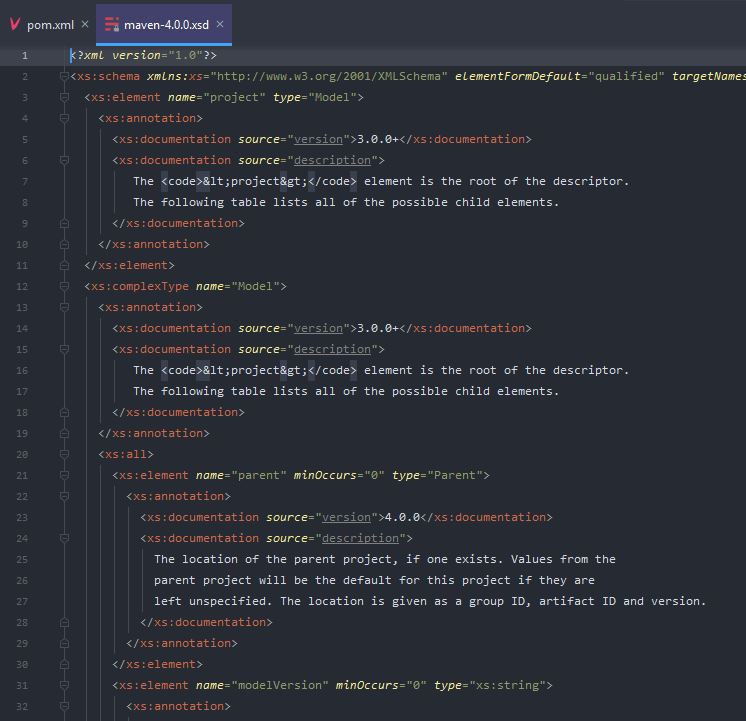 pom.xml × maven-4.0.0.xsd ×
1 <?xml version="1.0"?>
2 <xs:schema xmlns:xs="http://www.w3.org/2001/XMLSchema" elementFormDefault="qualified" targetNames
3 <xs:element name="project" type="Model">
4 <xs:annotation>
5 <xs:documentation source="version">3.0.0+</xs:documentation>
6 <xs:documentation source="description">
7 The <code>&lt;project&gt;</code> element is the root of the descriptor.
8 The following table lists all of the possible child elements.
9 </xs:documentation>
10 </xs:annotation>
11 </xs:element>
12 <xs:complexType name="Model">
13 <xs:annotation>
14 <xs:documentation source="version">3.0.0+</xs:documentation>
15 <xs:documentation source="description">
16 The <code>&lt;project&gt;</code> element is the root of the descriptor.
17 The following table lists all of the possible child elements.
18 </xs:documentation>
19 </xs:annotation>
20 <xs:all>
21 <xs:element name="parent" minOccurs="0" type="Parent">
22 <xs:annotation>
23 <xs:documentation source="version">4.0.0</xs:documentation>
24 <xs:documentation source="description">
25 The location of the parent project, if one exists. Values from the
26 parent project will be the default for this project if they are
27 left unspecified. The location is given as a group ID, artifact ID and version.
28 </xs:documentation>
29 </xs:annotation>
30 </xs:element>
31 <xs:element name="modelVersion" minOccurs="0" type="xs:string">
32 <xs:annotation>